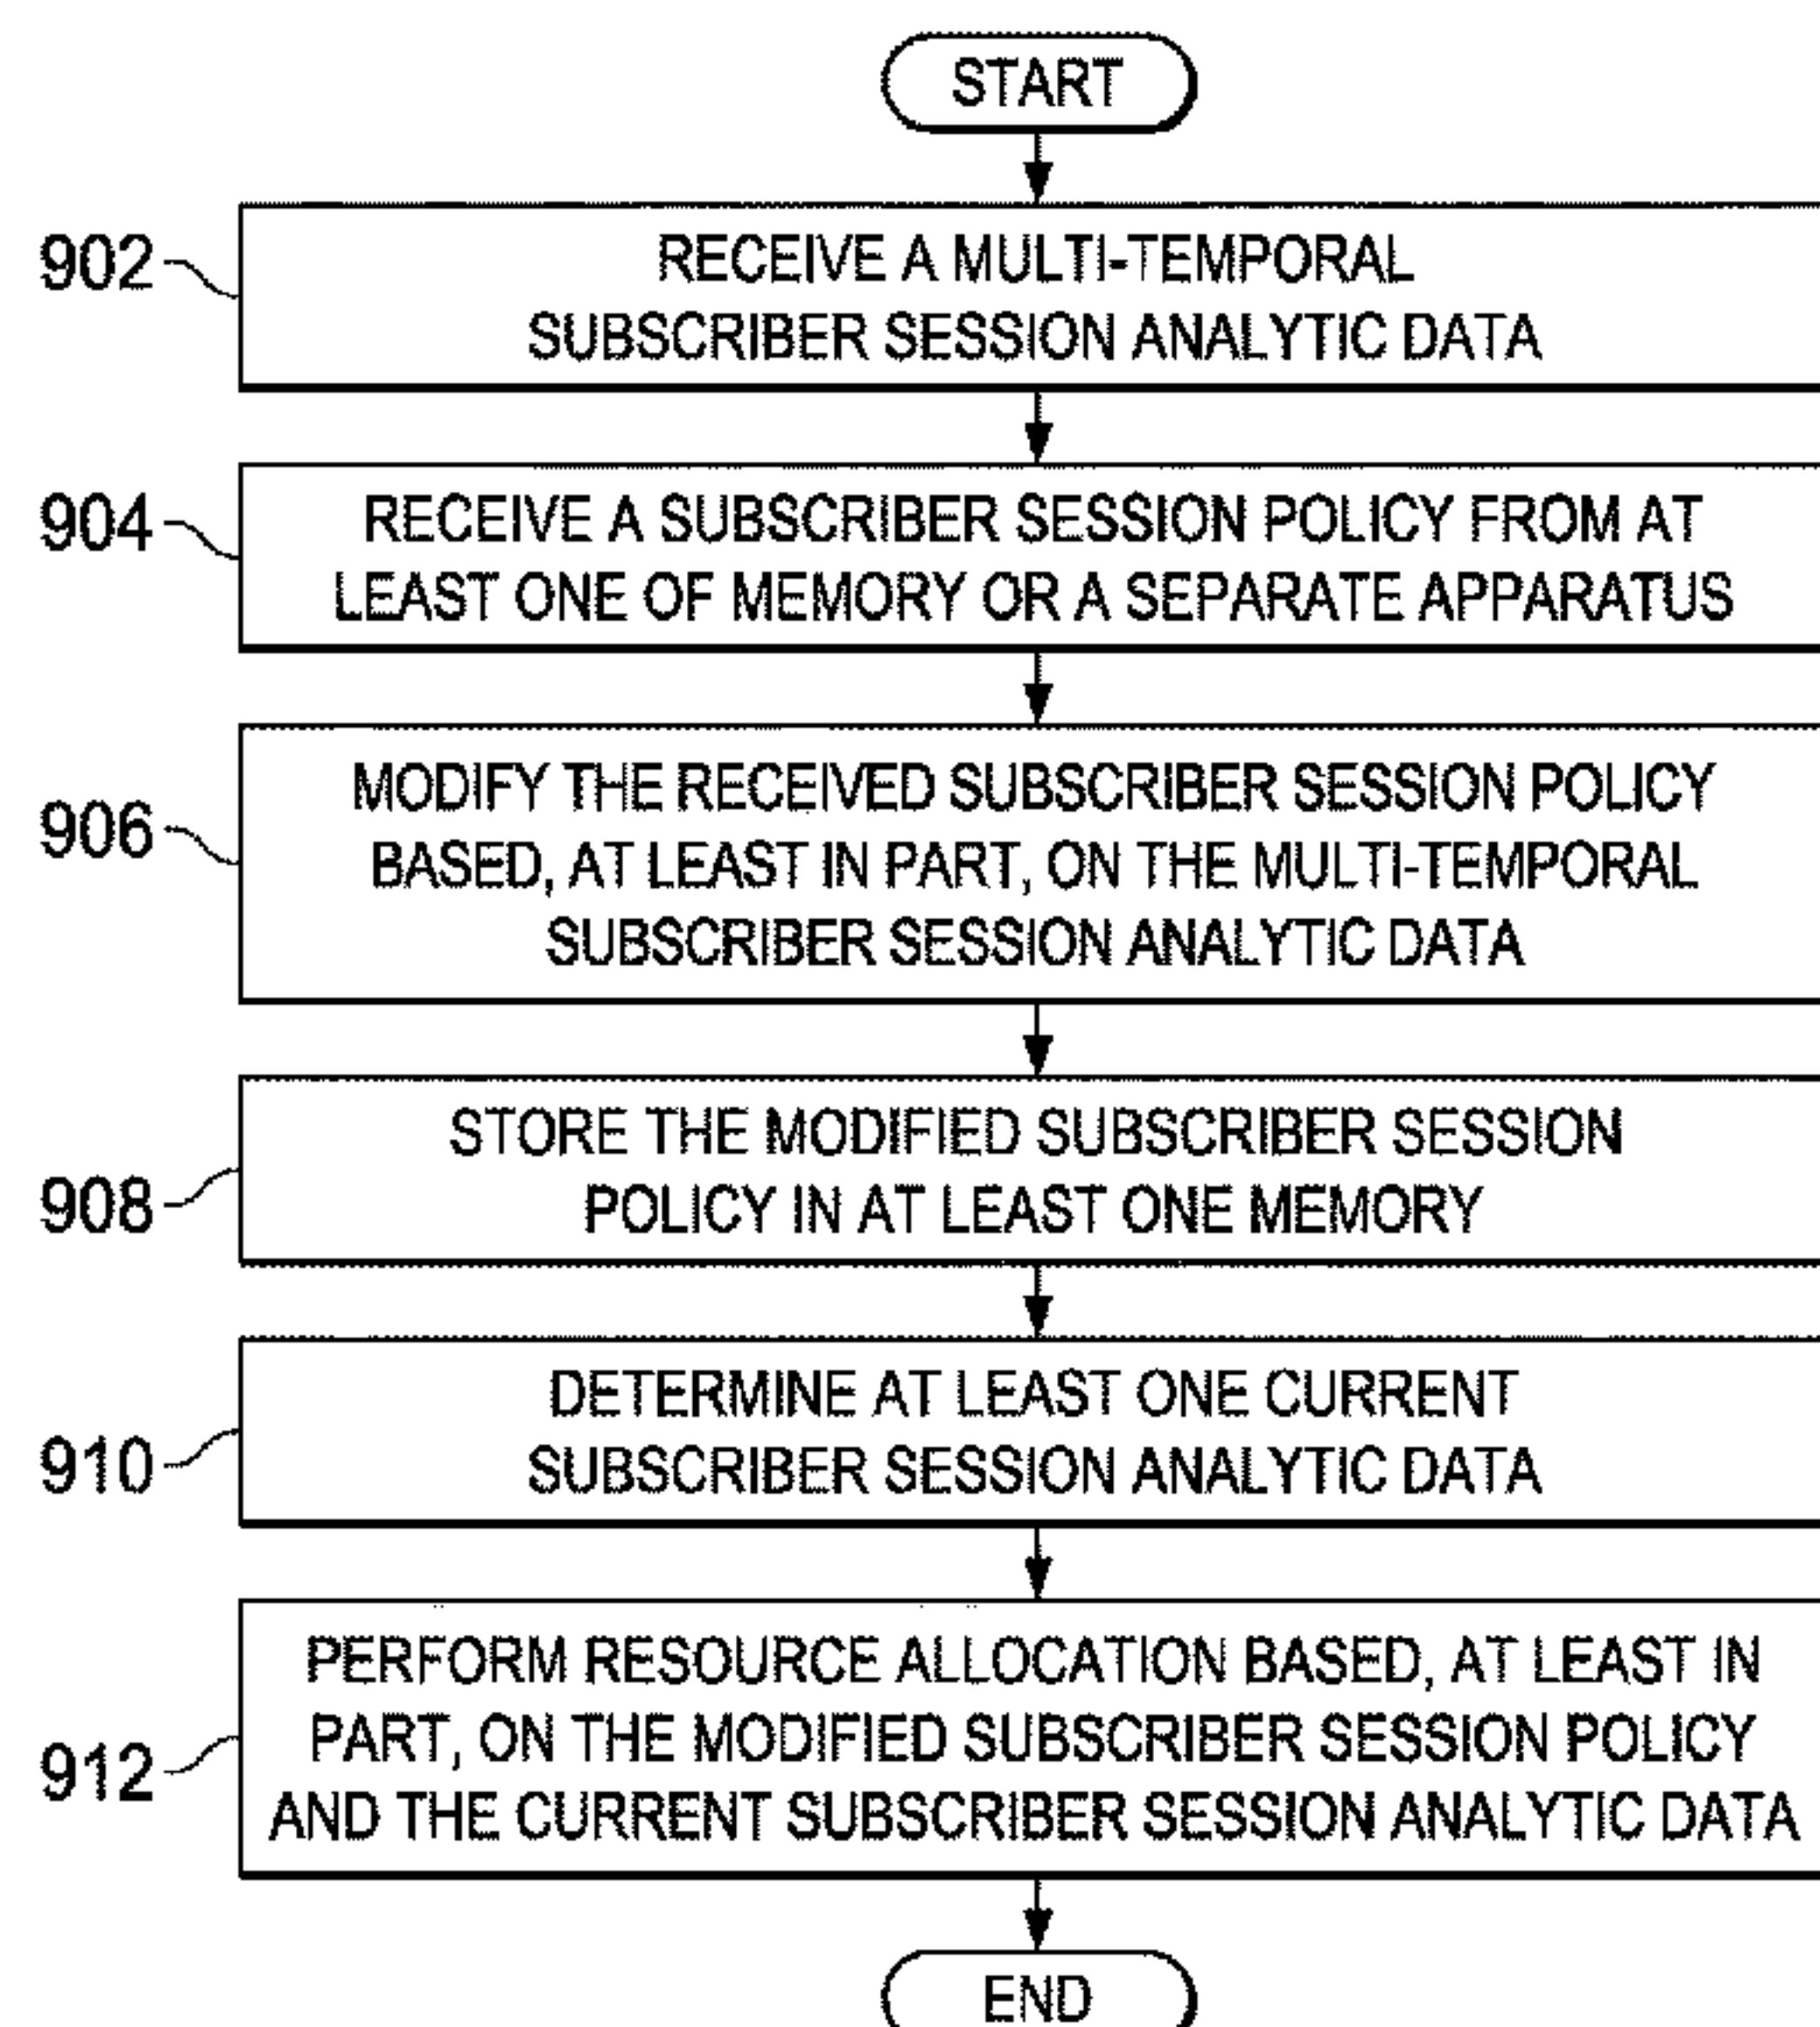 START
902
RECEIVE A MULTI-TEMPORAL
SUBSCRIBER SESSION ANALYTIC DATA
904
RECEIVE A SUBSCRIBER SESSION POLICY FROM AT
LEAST ONE OF MEMORY OR A SEPARATE APPARATUS
906
MODIFY THE RECEIVED SUBSCRIBER SESSION POLICY
BASED, AT LEAST IN PART, ON THE MULTI-TEMPORAL
SUBSCRIBER SESSION ANALYTIC DATA
908
STORE THE MODIFIED SUBSCRIBER SESSION
POLICY IN AT LEAST ONE MEMORY
910
DETERMINE AT LEAST ONE CURRENT
SUBSCRIBER SESSION ANALYTIC DATA
912
PERFORM RESOURCE ALLOCATION BASED, AT LEAST IN
PART, ON THE MODIFIED SUBSCRIBER SESSION POLICY
AND THE CURRENT SUBSCRIBER SESSION ANALYTIC DATA
END